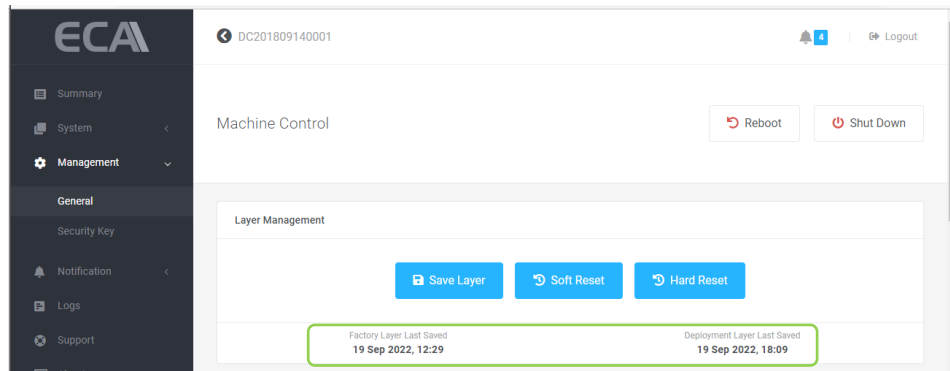 ECA
DC201809140001
4
Logout
Summary
System
Management
General
Security Key
Notification
Logs
Support
Machine Control
Reboot
Shut Down
Layer Management
Save Layer
Soft Reset
Hard Reset
Factory Layer Last Saved
19 Sep 2022, 12:29
Deployment Layer Last Saved
19 Sep 2022, 18:09